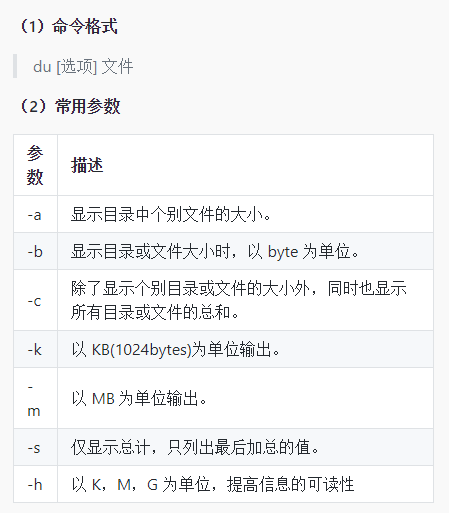 （1）命令格式
du [选项] 文件
（2）常用参数
参
数
描述
-a
显示目录中个别文件的大小。
-b
显示目录或文件大小时，以 byte 为单位。
-c
除了显示个别目录或文件的大小外，同时也显示
所有目录或文件的总和。
-k
以 KB(1024bytes)为单位输出。
-
m
以 MB 为单位输出。
-s
仅显示总计，只列出最后加总的值。
-h
以 K，M，G 为单位，提高信息的可读性